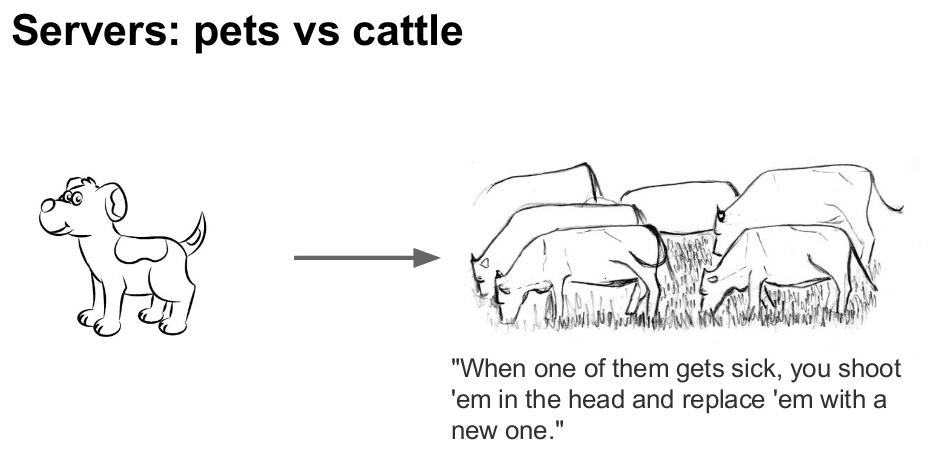 Servers: pets vs cattle
"When one of them gets sick, you shoot
'em in the head and replace 'em with a
new one."